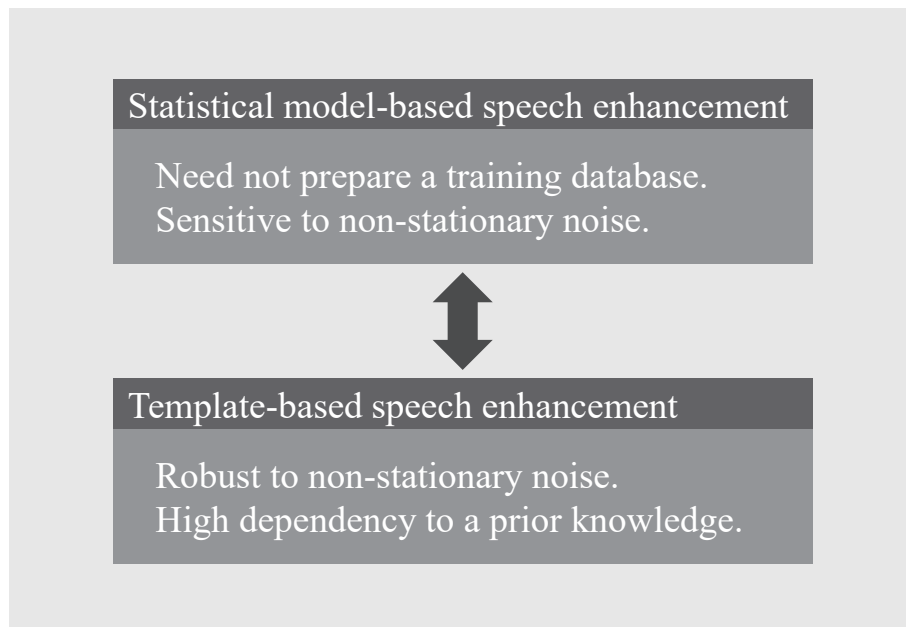 Statistical model-based speech enhancement
Need not prepare a training database.
Sensitive to non-stationary noise.
Template-based speech enhancement
Robust to non-stationary noise.
High dependency to a prior knowledge.